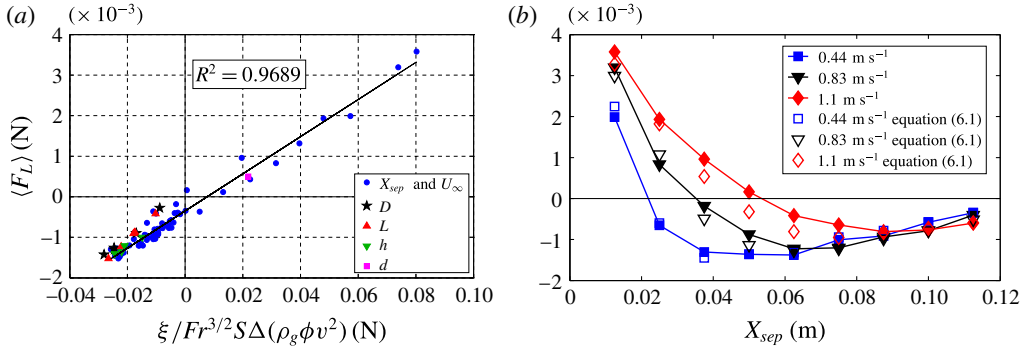 (a) (× 10⁻³)
4
3
2
1
0
−1
−2
⟨F_L⟩ (N)
R² = 0.9689
X_sep and U_∞
D
L
h
d
−0.04 −0.02 0 0.02 0.04 0.06 0.08 0.10
ξ/Fr^{3/2}SΔ(ρ_gϕv²) (N)
(b) (× 10⁻³)
4
3
2
1
0
−1
−2
0.44 m s⁻¹
0.83 m s⁻¹
1.1 m s⁻¹
0.44 m s⁻¹ equation (6.1)
0.83 m s⁻¹ equation (6.1)
1.1 m s⁻¹ equation (6.1)
0 0.02 0.04 0.06 0.08 0.10 0.12
X_sep (m)